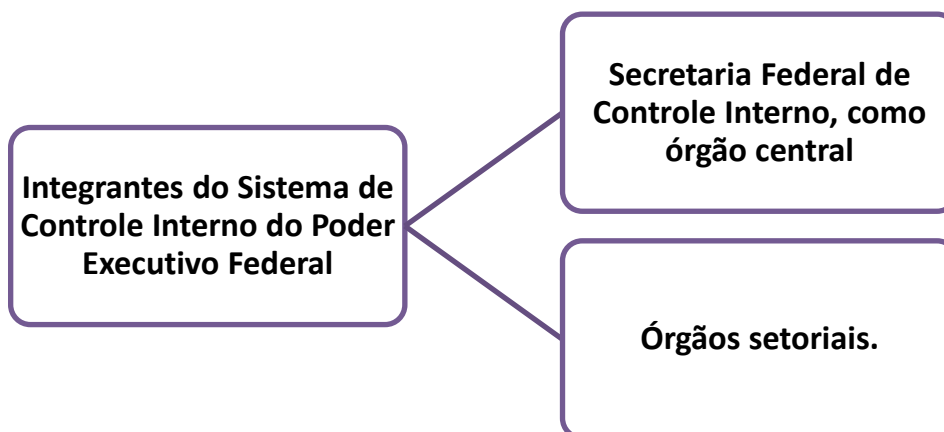 Integrantes do Sistema de
Controle Interno do Poder
Executivo Federal
Secretaria Federal de
Controle Interno, como
órgão central
Órgãos setoriais.